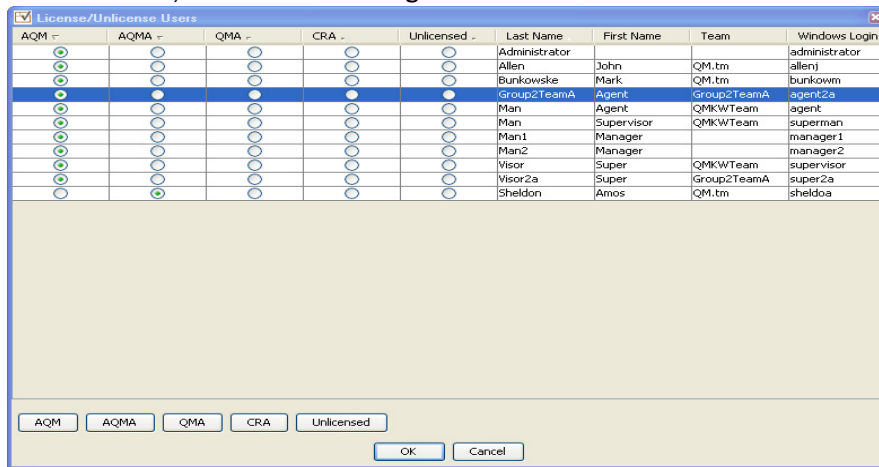 License/Unlicense Users
AQM AQMA QMA CRA Unlicensed Last Name First Name Team Windows Login
Administrator administrator
Allen John QM.tm allenj
Bunkowske Mark QM.tm bunkowm
Group2TeamA Agent Group2TeamA agent2a
Man Agent QMKWTeam agent
Man Supervisor QMKWTeam superman
Man1 Manager manager1
Man2 Manager manager2
Visor Super QMKWTeam supervisor
Visor2a Super Group2TeamA super2a
Sheldon Amos QM.tm sheldoa
AQM AQMA QMA CRA Unlicensed
OK Cancel